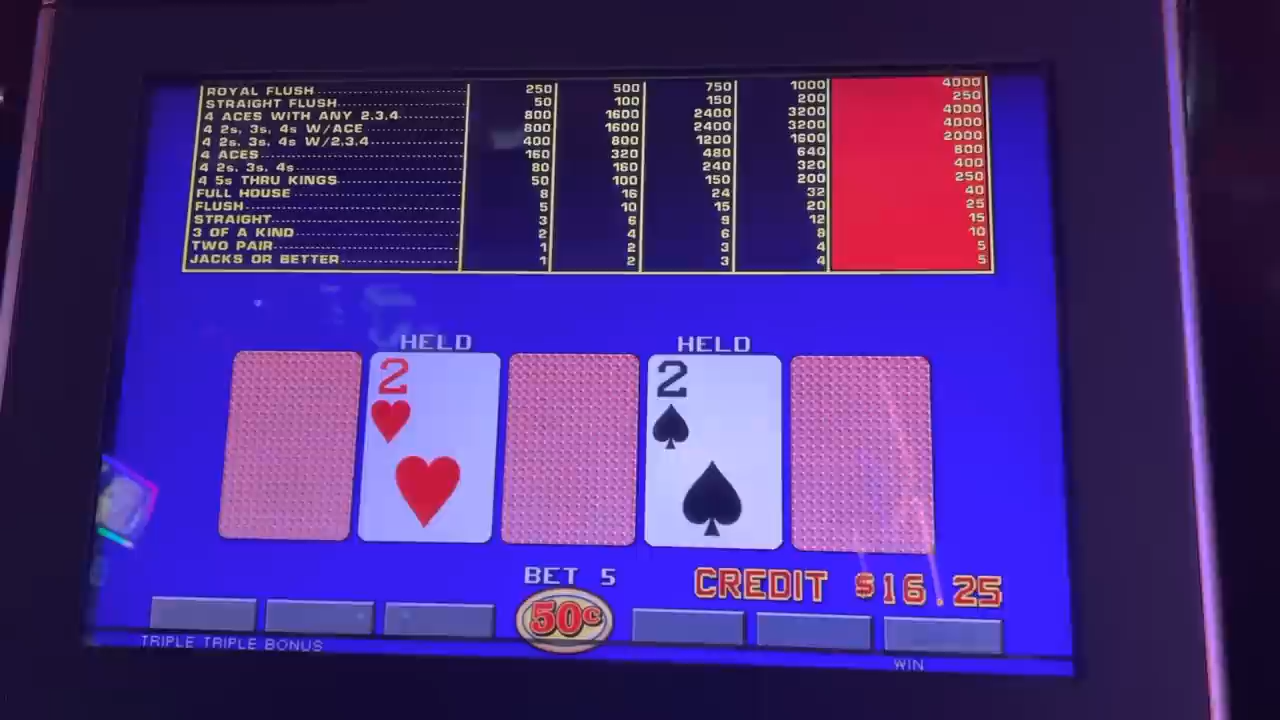 ROYAL FLUSH 250 500 750 1000 4000
STRAIGHT FLUSH 50 100 150 200 250
4 ACES WITH ANY 2,3,4 800 1600 2400 3200 4000
4 2s, 3s, 4s W/ACE 800 1600 2400 3200 4000
4 2s, 3s, 4s W/2,3,4 400 800 1200 1600 2000
4 ACES 160 320 480 640 800
4 2s, 3s, 4s 80 160 240 320 400
4 5s THRU KINGS 50 100 150 200 250
FULL HOUSE 8 16 24 32 40
FLUSH 5 10 15 20 25
STRAIGHT 3 6 9 12 15
3 OF A KIND 2 4 6 8 10
TWO PAIR 1 2 3 4 5
JACKS OR BETTER 1 2 3 4 5
HELD HELD
2 2
BET 5
CREDIT $16.25
50¢
TRIPLE TRIPLE BONUS
WIN